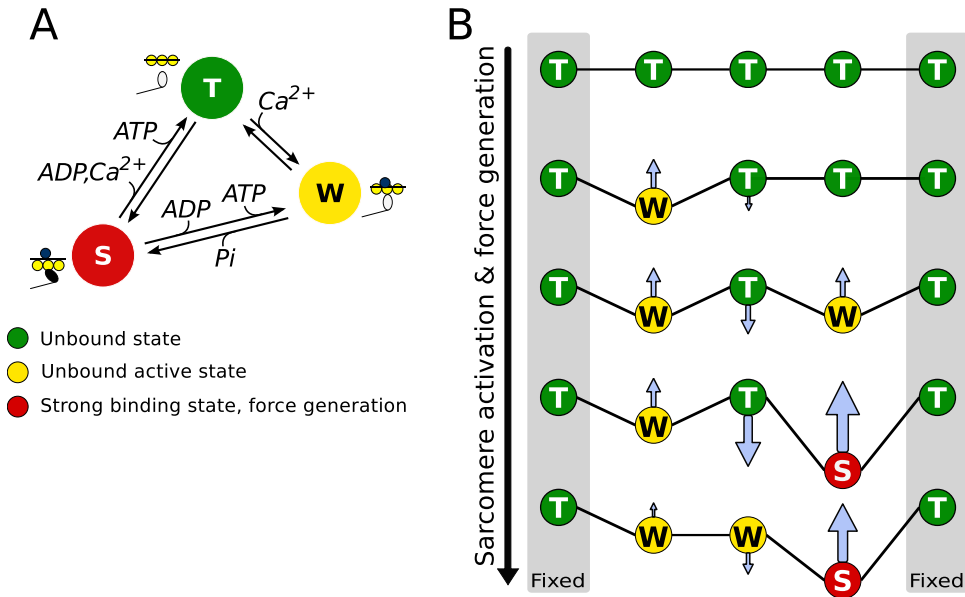 A
T
Ca2+
ATP
ADP,Ca2+
W
ADP
ATP
S
Pi
Unbound state
Unbound active state
Strong binding state, force generation
B
Sarcomere activation & force generation
T T T T T
T W T T T
T W T W T
T W T S T
T W W S T
Fixed Fixed